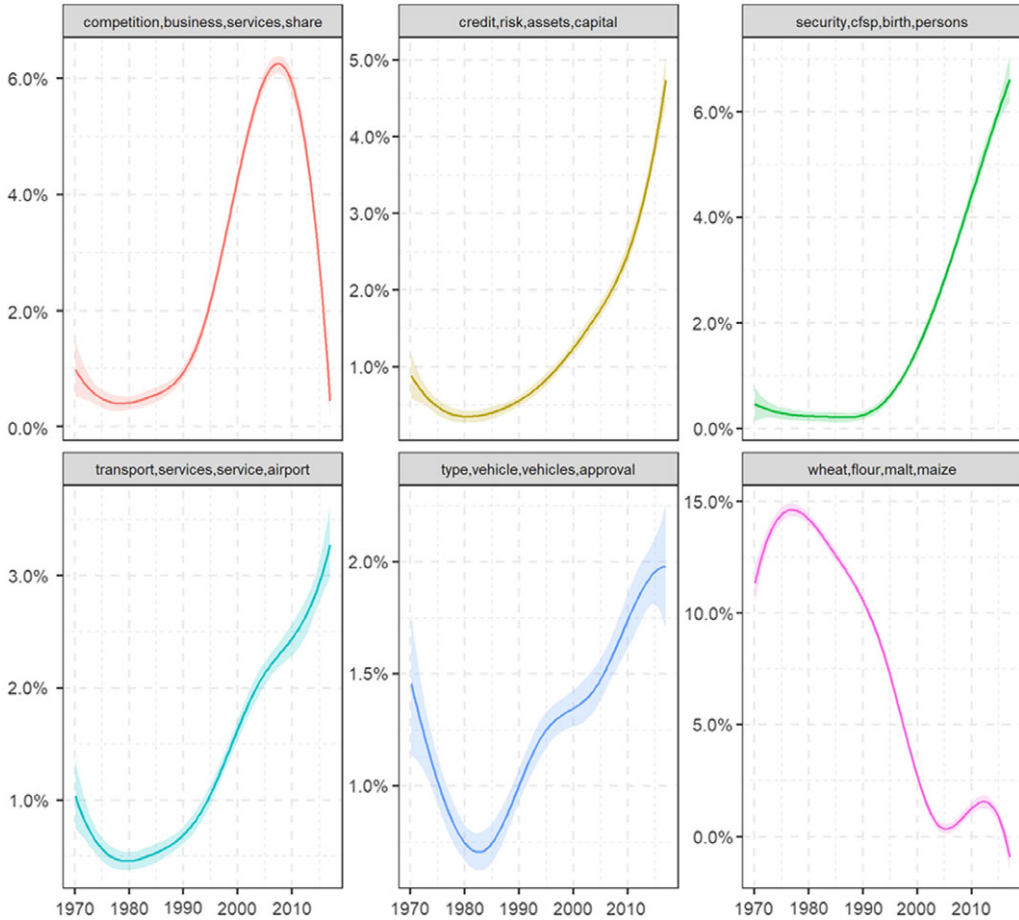 competition,business,services,share
6.0%
4.0%
2.0%
0.0%
credit,risk,assets,capital
5.0%
4.0%
3.0%
2.0%
1.0%
security,cfsp,birth,persons
6.0%
4.0%
2.0%
0.0%
transport,services,service,airport
3.0%
2.0%
1.0%
1970 1980 1990 2000 2010
type,vehicle,vehicles,approval
2.0%
1.5%
1.0%
1970 1980 1990 2000 2010
wheat,flour,malt,maize
15.0%
10.0%
5.0%
0.0%
1970 1980 1990 2000 2010